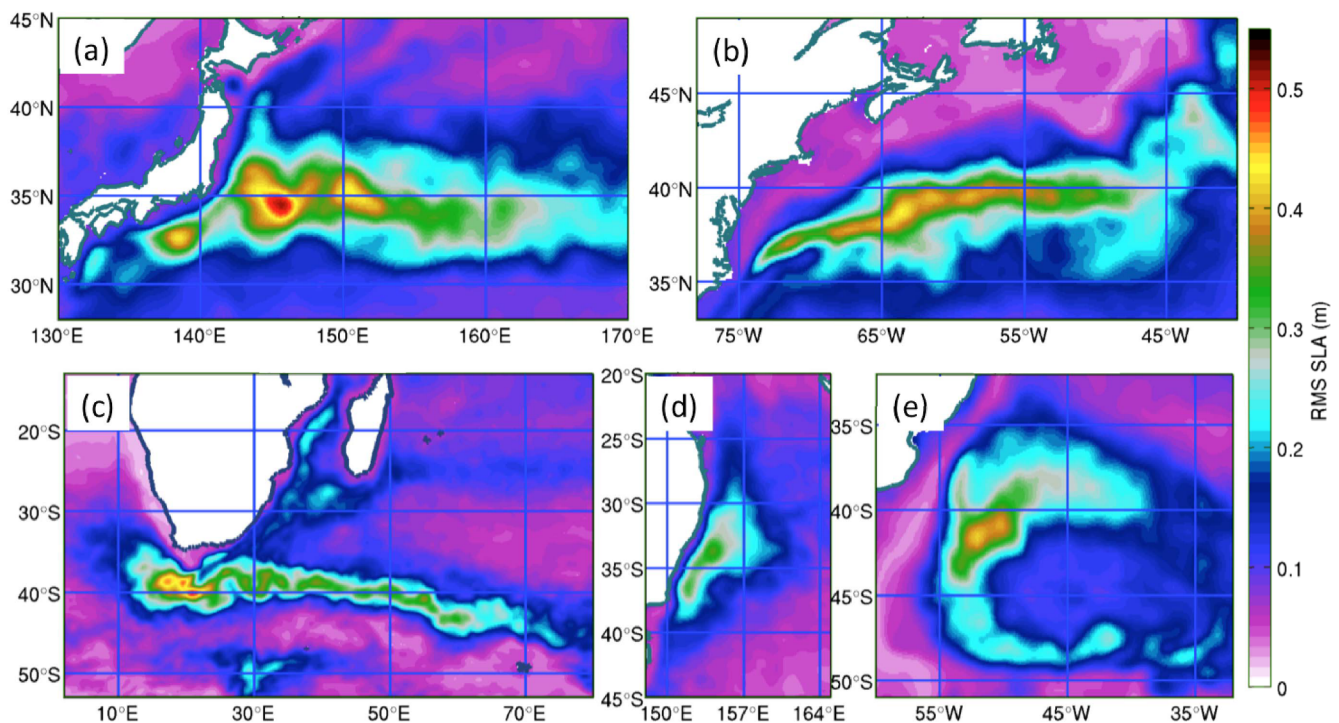 (a)
45°N
40°N
35°N
30°N
130°E
140°E
150°E
160°E
170°E
(b)
45°N
40°N
35°N
75°W
65°W
55°W
45°W
(c)
20°S
30°S
40°S
50°S
10°E
30°E
50°E
70°E
(d)
20°S
25°S
30°S
35°S
40°S
45°S
150°E
157°E
164°E
(e)
35°S
40°S
45°S
50°S
55°W
45°W
35°W
0.5
0.4
0.3
0.2
0.1
0
RMS SLA (m)